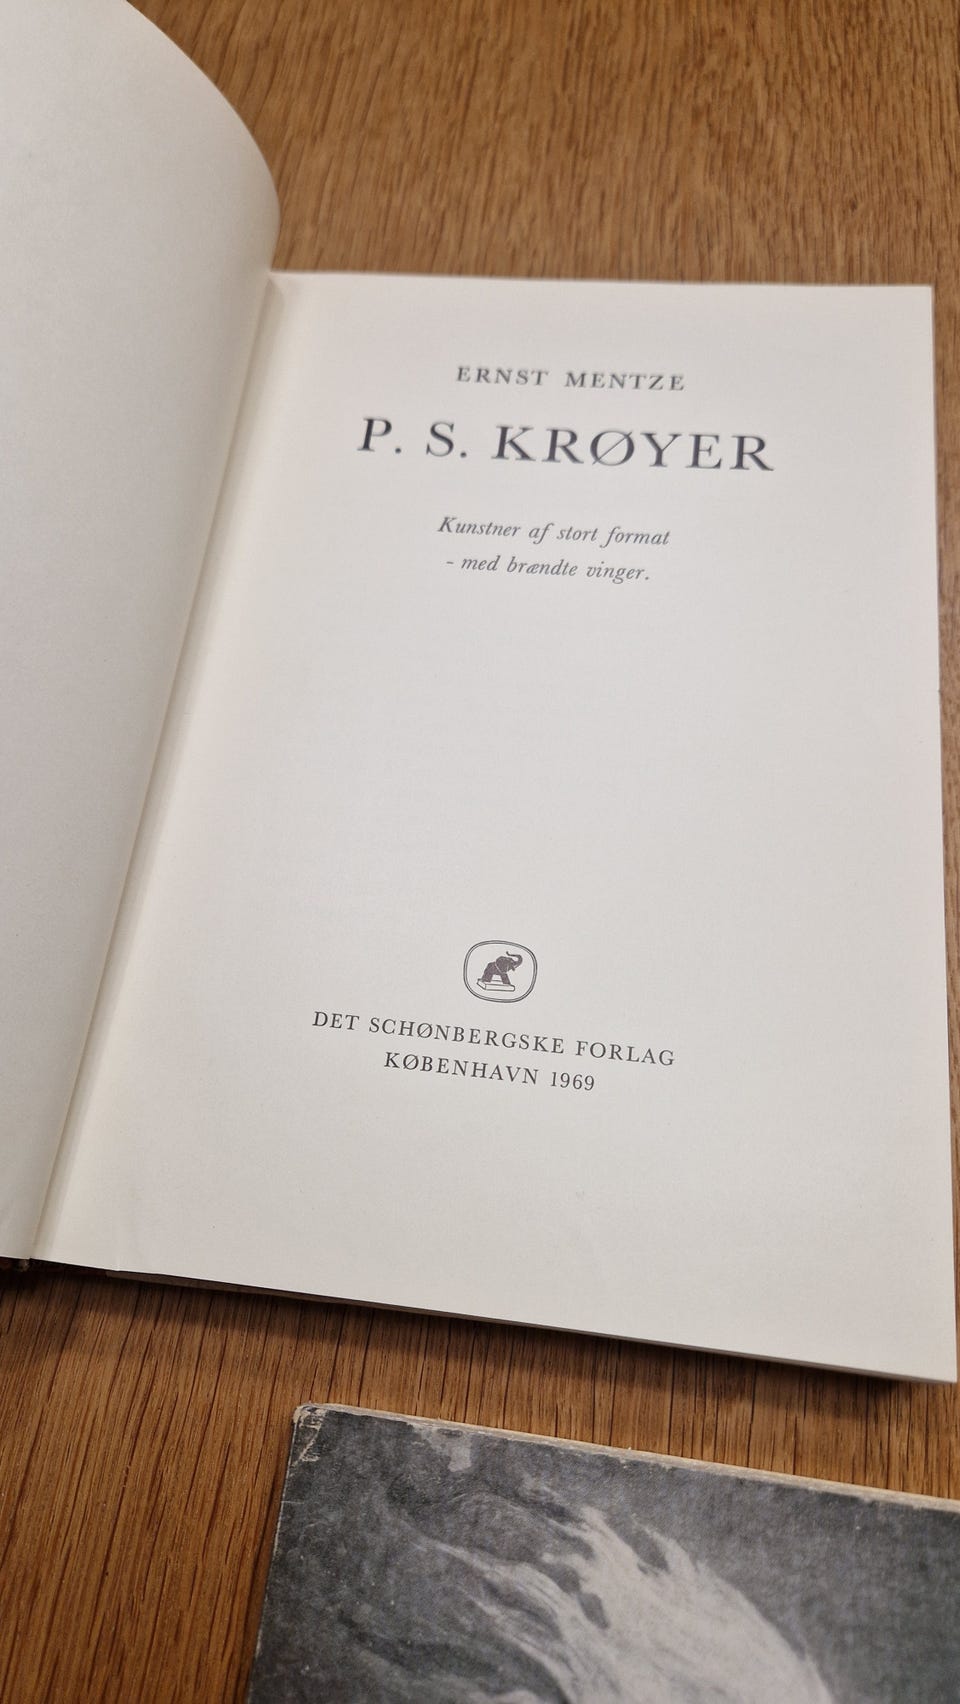 ERNST MENTZE
P. S. KRØYER
Kunstner af stort format
- med brændte vinger.
DET SCHØNBERGSKE FORLAG
KØBENHAVN 1969